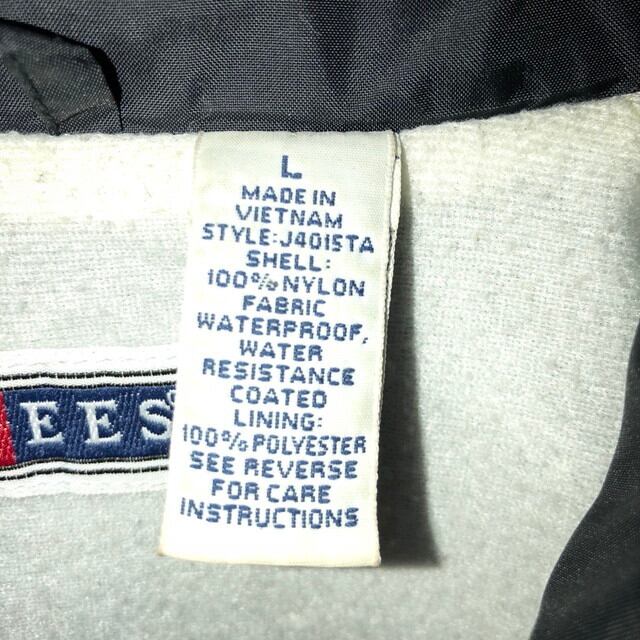 L
MADE IN
VIETNAM
STYLE:J401STA
SHELL:
100%NYLON
FABRIC
WATERPROOF,
WATER
RESISTANCE
COATED
LINING:
100%POLYESTER
SEE REVERSE
FOR CARE
INSTRUCTIONS
EES